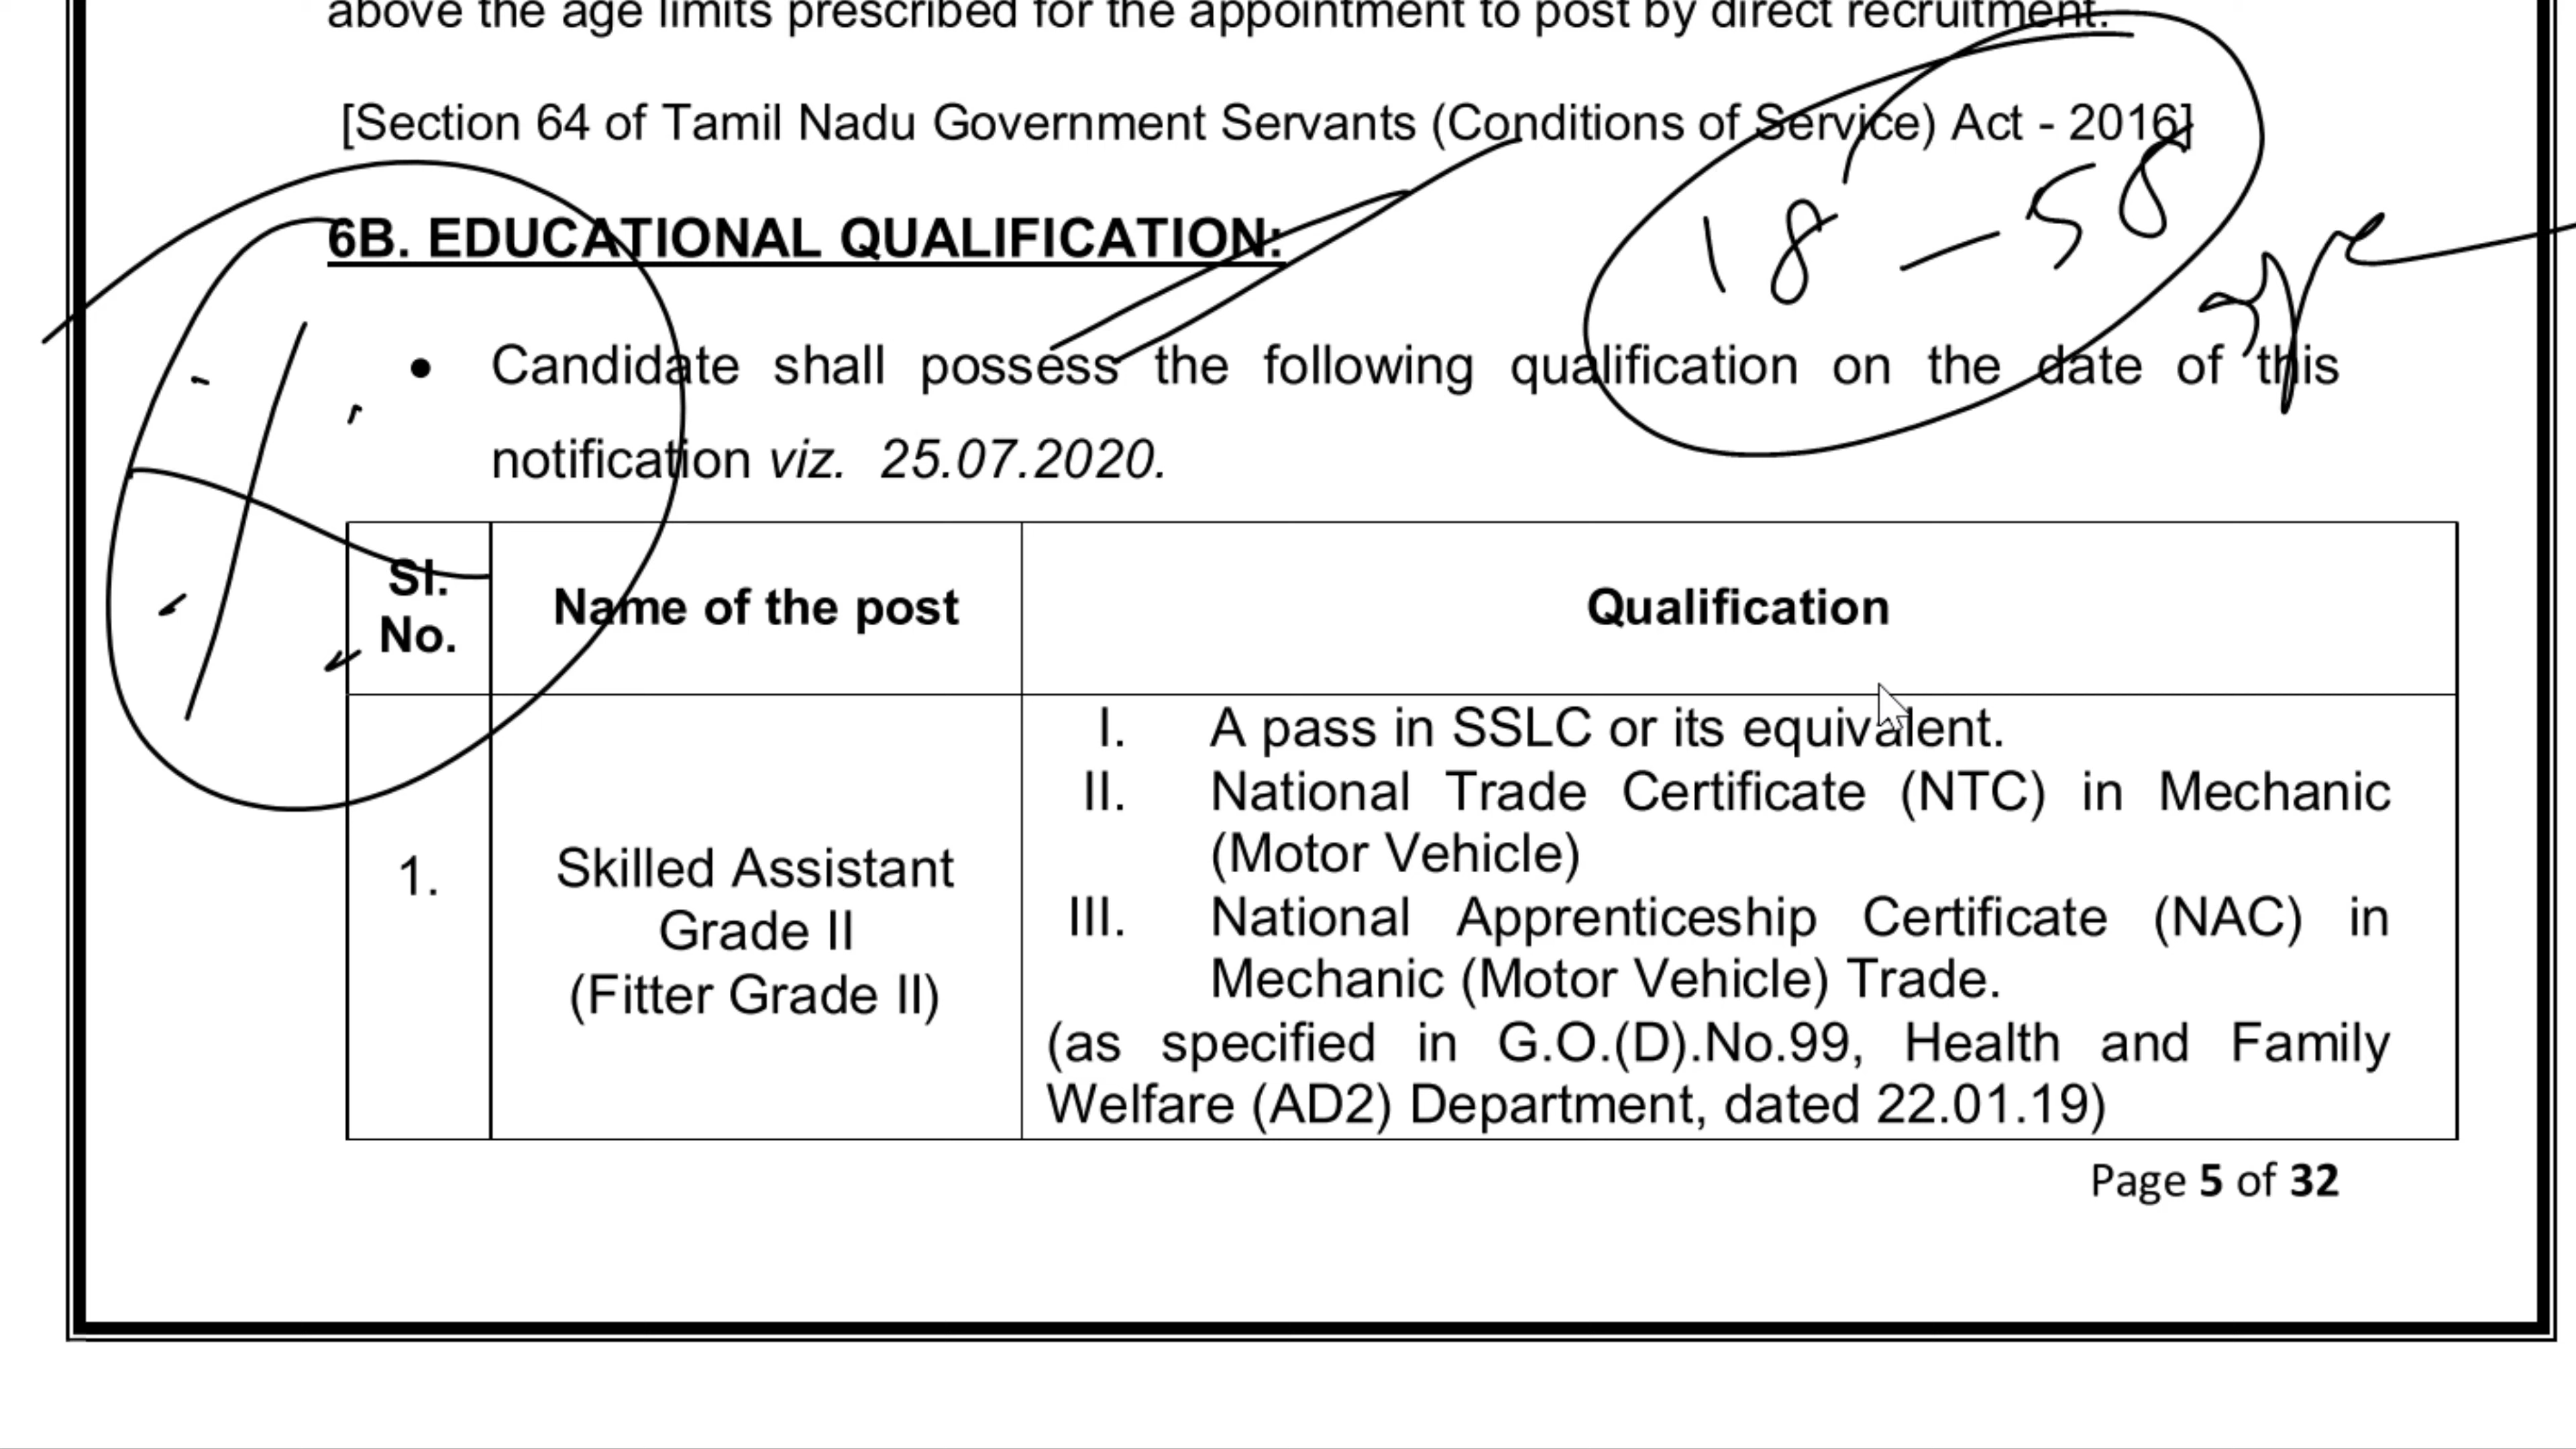 above the age limits prescribed for the appointment to post by direct recruitment.
[Section 64 of Tamil Nadu Government Servants (Conditions of Service) Act - 2016]
18 - 58
6B. EDUCATIONAL QUALIFICATION:
• Candidate shall possess the following qualification on the date of this
notification viz. 25.07.2020.
Sl.
No.
Name of the post
Qualification
1.
Skilled Assistant
Grade II
(Fitter Grade II)
I. A pass in SSLC or its equivalent.
II. National Trade Certificate (NTC) in Mechanic
(Motor Vehicle)
III. National Apprenticeship Certificate (NAC) in
Mechanic (Motor Vehicle) Trade.
(as specified in G.O.(D).No.99, Health and Family
Welfare (AD2) Department, dated 22.01.19)
Page 5 of 32